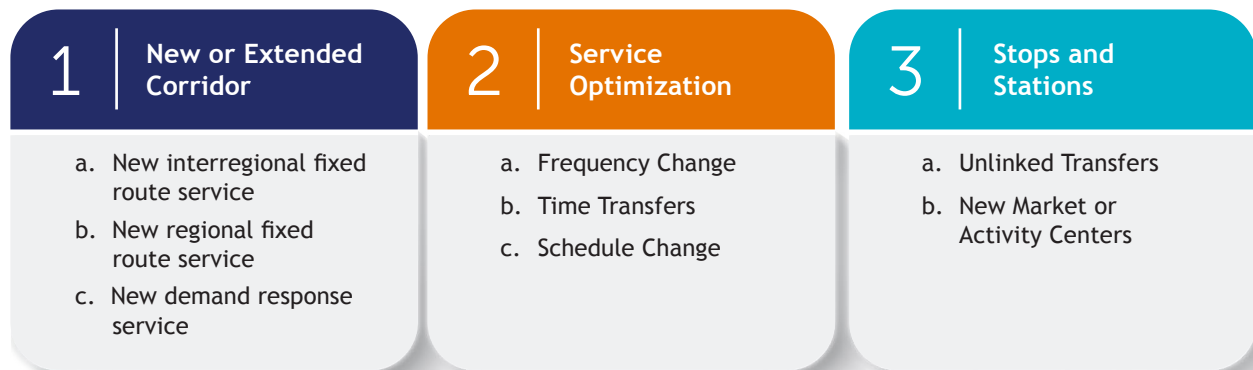 1
New or Extended
Corridor
a. New interregional fixed
route service
b. New regional fixed
route service
c. New demand response
service
2
Service
Optimization
a. Frequency Change
b. Time Transfers
c. Schedule Change
3
Stops and
Stations
a. Unlinked Transfers
b. New Market or
Activity Centers